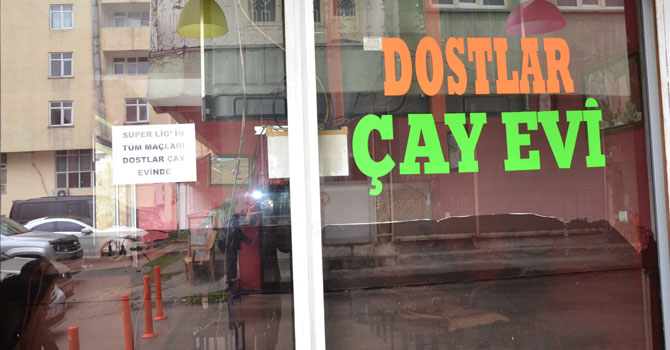 DOSTLAR
ÇAY EVİ
SÜPER LİG' İN
TÜM MAÇLARI
DOSTLAR ÇAY
EVİNDE